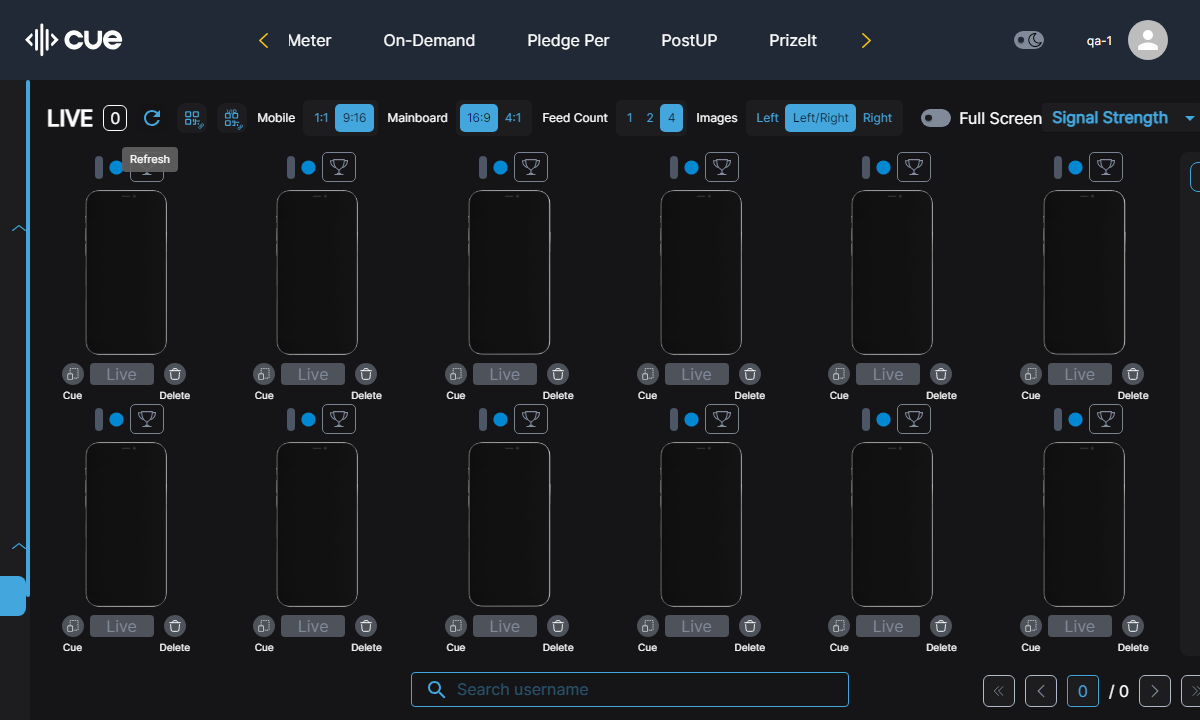 cue
Meter On-Demand Pledge Per PostUP PrizeIt
qa-1
LIVE 0 Mobile 1:1 9:16 Mainboard 16:9 4:1 Feed Count 1 2 4 Images Left Left/Right Right Full Screen Signal Strength
Refresh
Live Live Live Live Live Live
Cue Delete Cue Delete Cue Delete Cue Delete Cue Delete Cue Delete
Live Live Live Live Live Live
Cue Delete Cue Delete Cue Delete Cue Delete Cue Delete Cue Delete
Search username
0 / 0